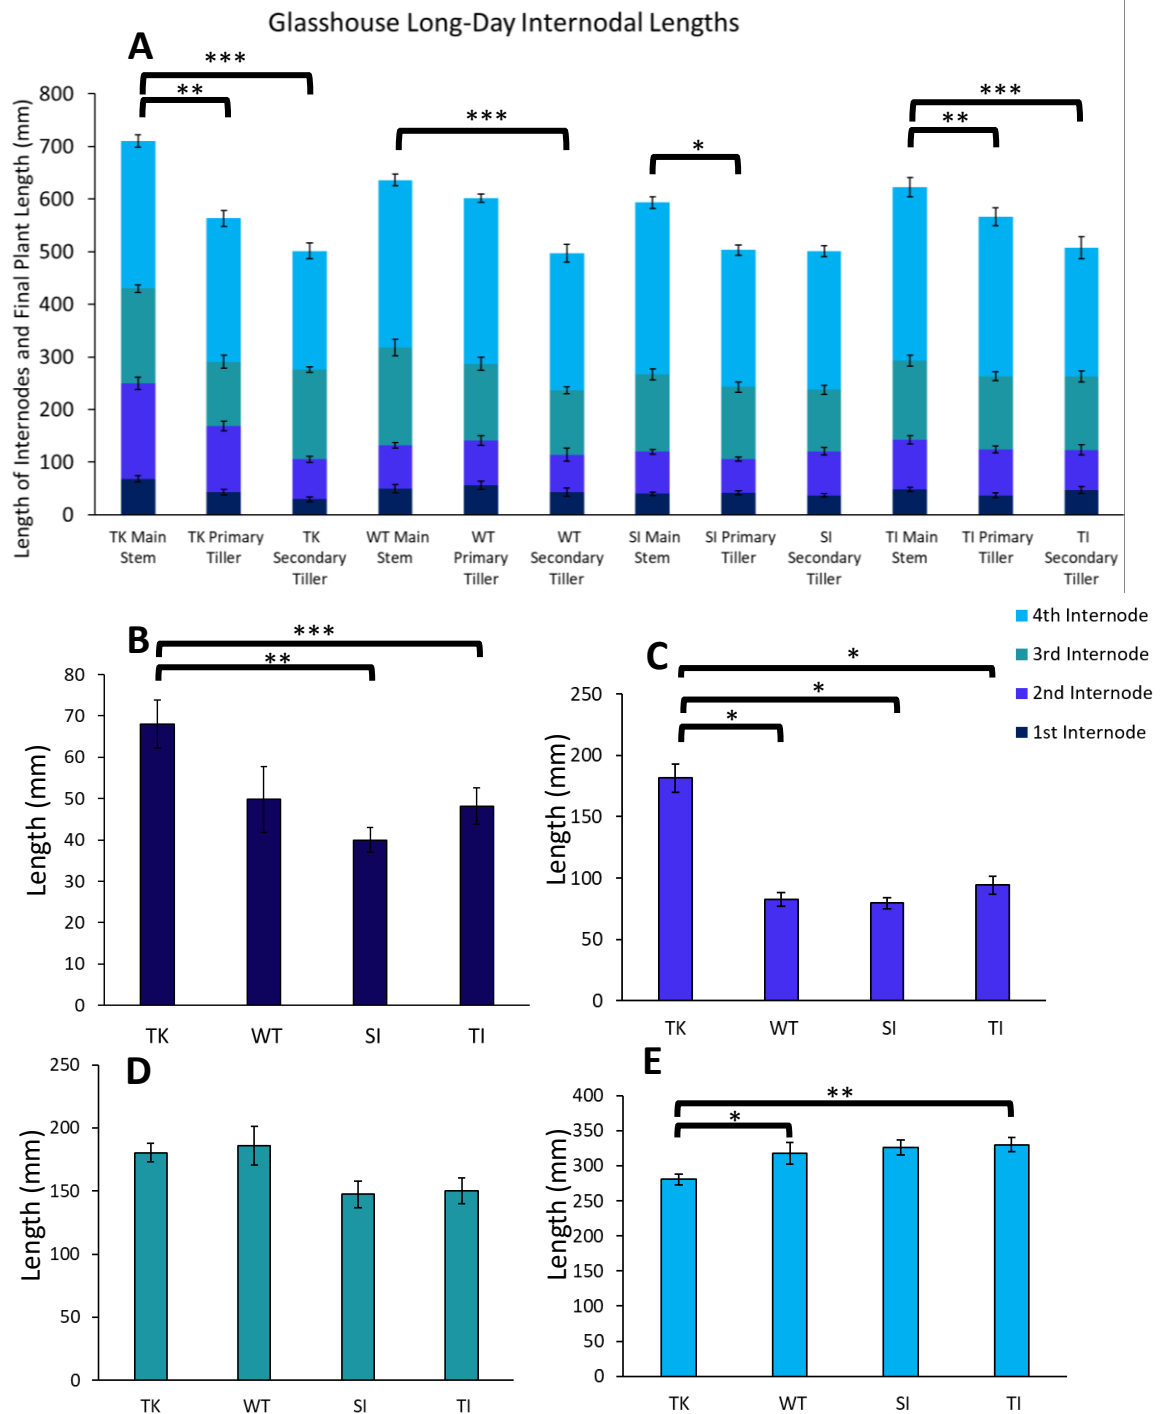 Glasshouse Long-Day Internodal Lengths
A
***
**
***
*
***
**
Length of Internodes and Final Plant Length (mm)
800
700
600
500
400
300
200
100
0
TK Main Stem
TK Primary Tiller
TK Secondary Tiller
WT Main Stem
WT Primary Tiller
WT Secondary Tiller
SI Main Stem
SI Primary Tiller
SI Secondary Tiller
TI Main Stem
TI Primary Tiller
TI Secondary Tiller
4th Internode
3rd Internode
2nd Internode
1st Internode
B
***
**
Length (mm)
80
70
60
50
40
30
20
10
0
TK WT SI TI
C
*
*
*
Length (mm)
250
200
150
100
50
0
TK WT SI TI
D
Length (mm)
250
200
150
100
50
0
TK WT SI TI
E
**
*
Length (mm)
400
350
300
250
200
150
100
50
0
TK WT SI TI